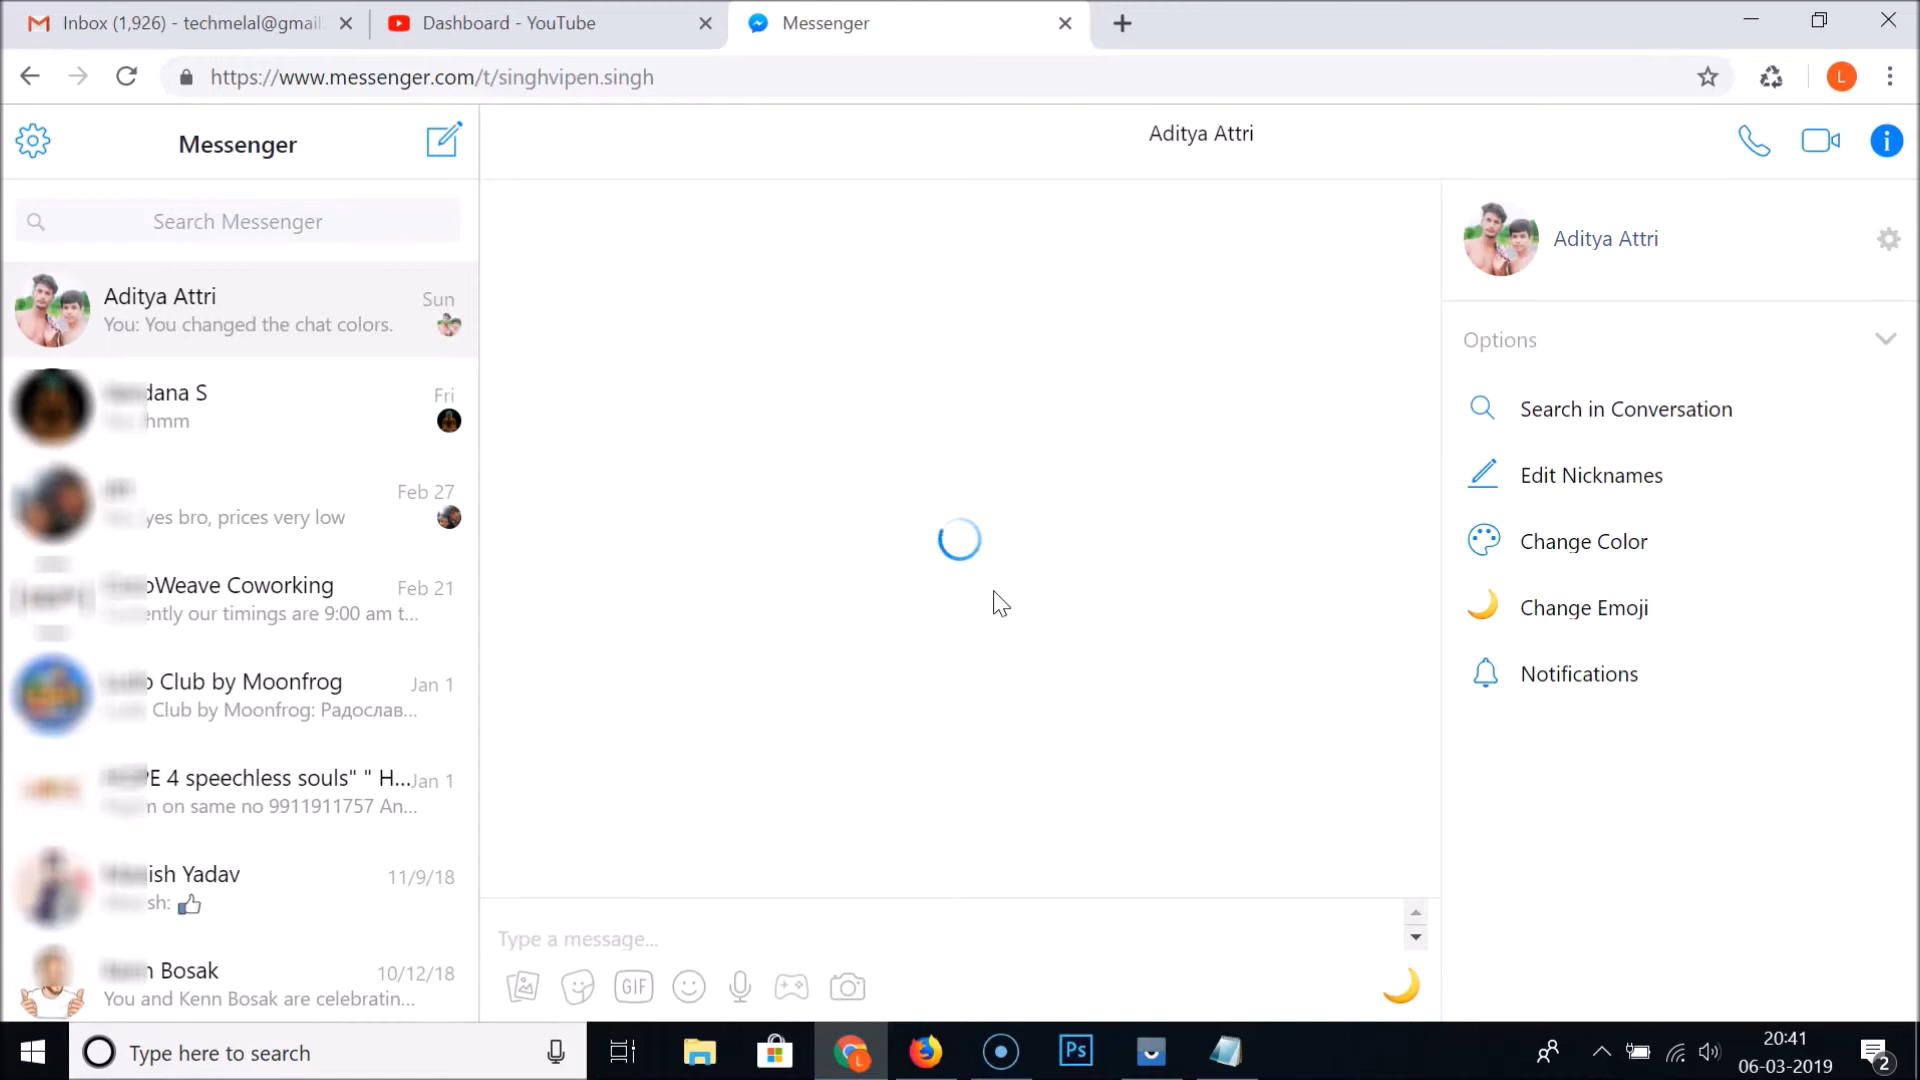 Inbox (1,926) - techmelal@gmail.
Dashboard - YouTube
Messenger
https://www.messenger.com/t/singhvipen.singh
L
Messenger
Aditya Attri
Search Messenger
Aditya Attri
Aditya Attri
Sun
You: You changed the chat colors.
Options
dana S
Fri
hmm
Search in Conversation
Edit Nicknames
Feb 27
yes bro, prices very low
Change Color
oWeave Coworking
Feb 21
ently our timings are 9:00 am t...
Change Emoji
Notifications
Club by Moonfrog
Jan 1
Club by Moonfrog: Радослав...
PE 4 speechless souls" " H...
Jan 1
m on same no 9911911757 An...
ish Yadav
11/9/18
sh:
Type a message...
n Bosak
10/12/18
You and Kenn Bosak are celebratin...
GIF
Type here to search
L
Ps
20:41
06-03-2019
2